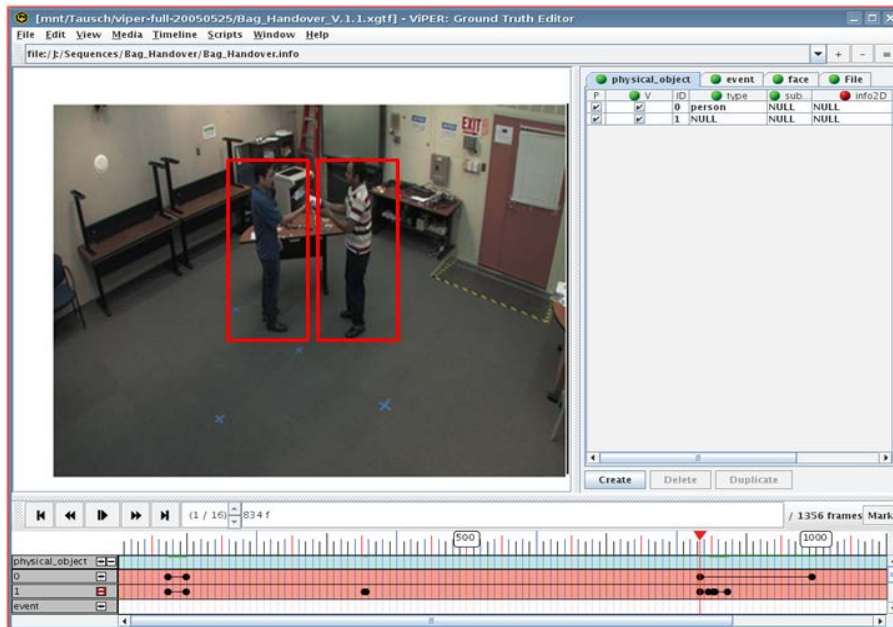 [mnt/Tausch/viper-full-20050525/Bag_Handover_V.1.1.xgtf] - ViPER: Ground Truth Editor
File Edit View Media Timeline Scripts Window Help
file:/J:/Sequences/Bag_Handover/Bag_Handover.info
physical_object event face File
P V ID type sub... info2D
0 person NULL NULL
1 NULL NULL NULL
EXIT
Create Delete Duplicate
(1 / 16) 834 f / 1356 frames Mark
500 1000
physical_object
0
1
event